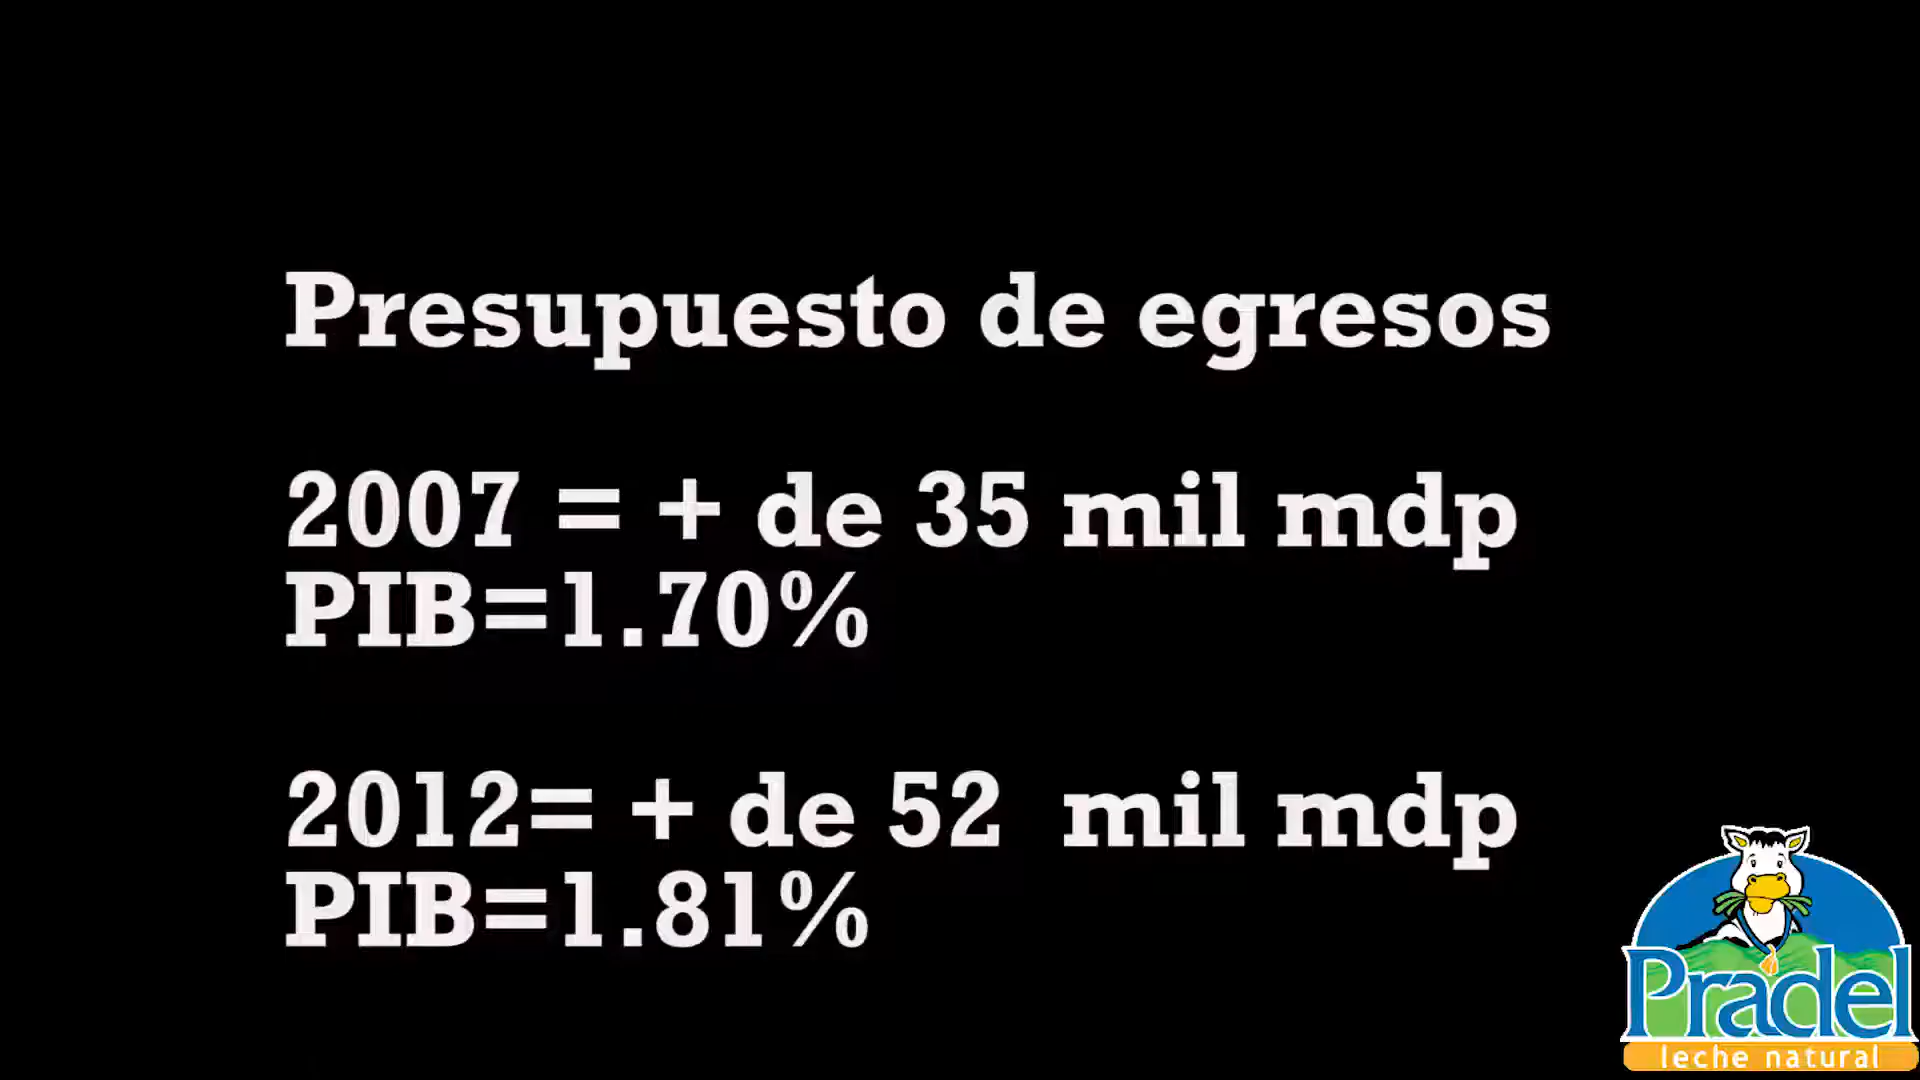 Presupuesto de egresos
2007 = + de 35 mil mdp
PIB=1.70%
2012= + de 52  mil mdp
PIB=1.81%
Pradel
leche natural